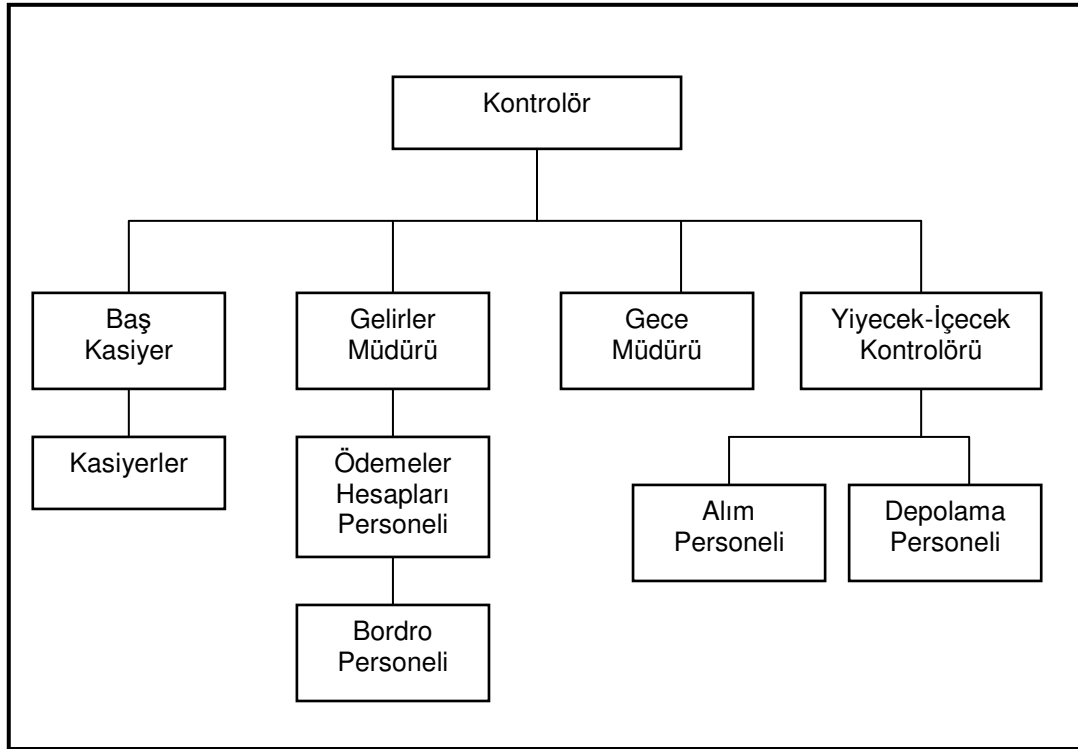 Kontrolör
Baş
Kasiyer
Gelirler
Müdürü
Gece
Müdürü
Yiyecek-İçecek
Kontrolörü
Kasiyerler
Ödemeler
Hesapları
Personeli
Alım
Personeli
Depolama
Personeli
Bordro
Personeli